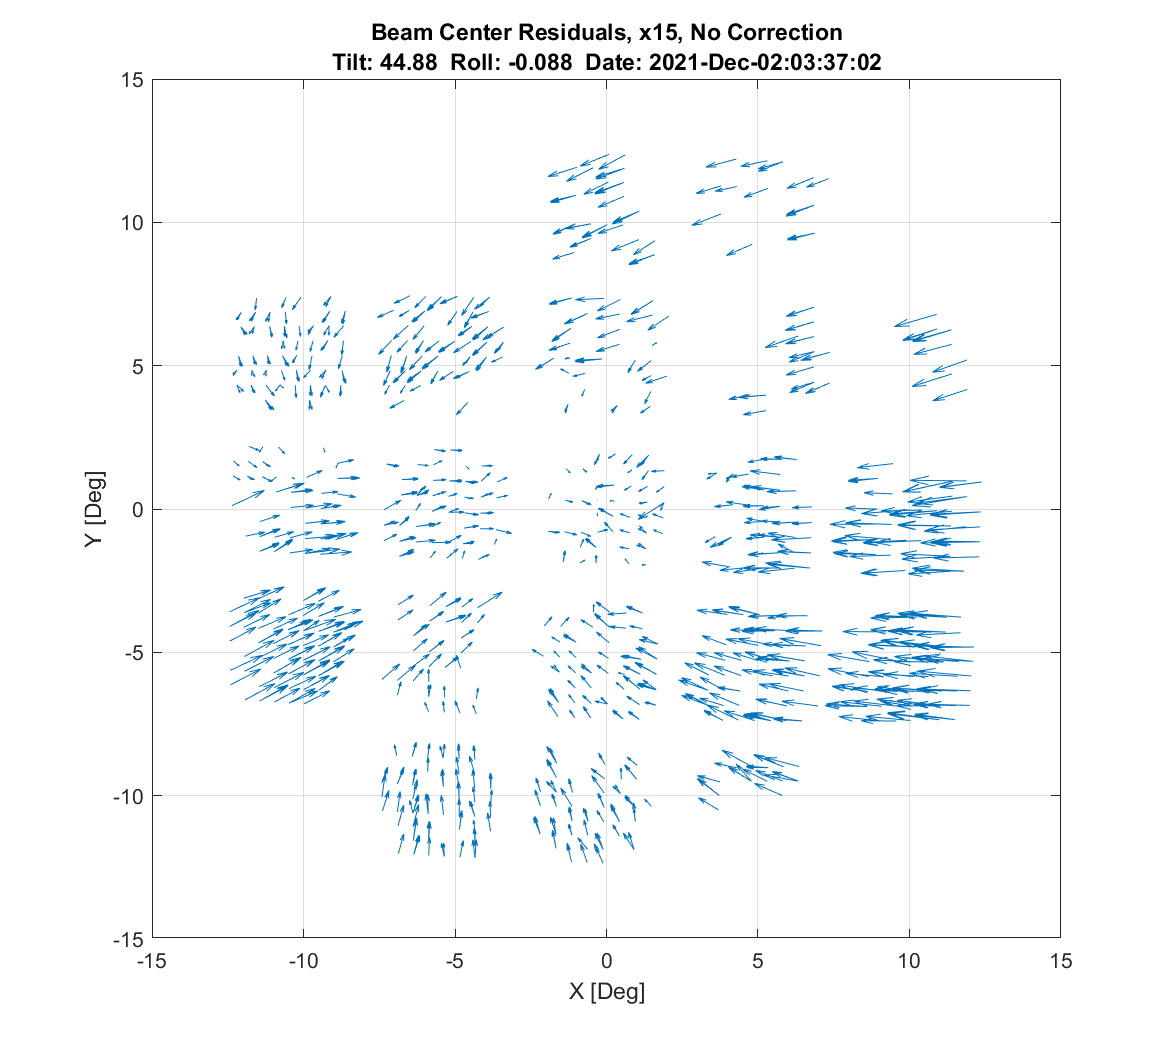 Beam Center Residuals, x15, No Correction
Tilt: 44.88 Roll: -0.088 Date: 2021-Dec-02:03:37:02
15
10
5
0
-5
-10
-15
Y [Deg]
-15 -10 -5 0 5 10 15
X [Deg]